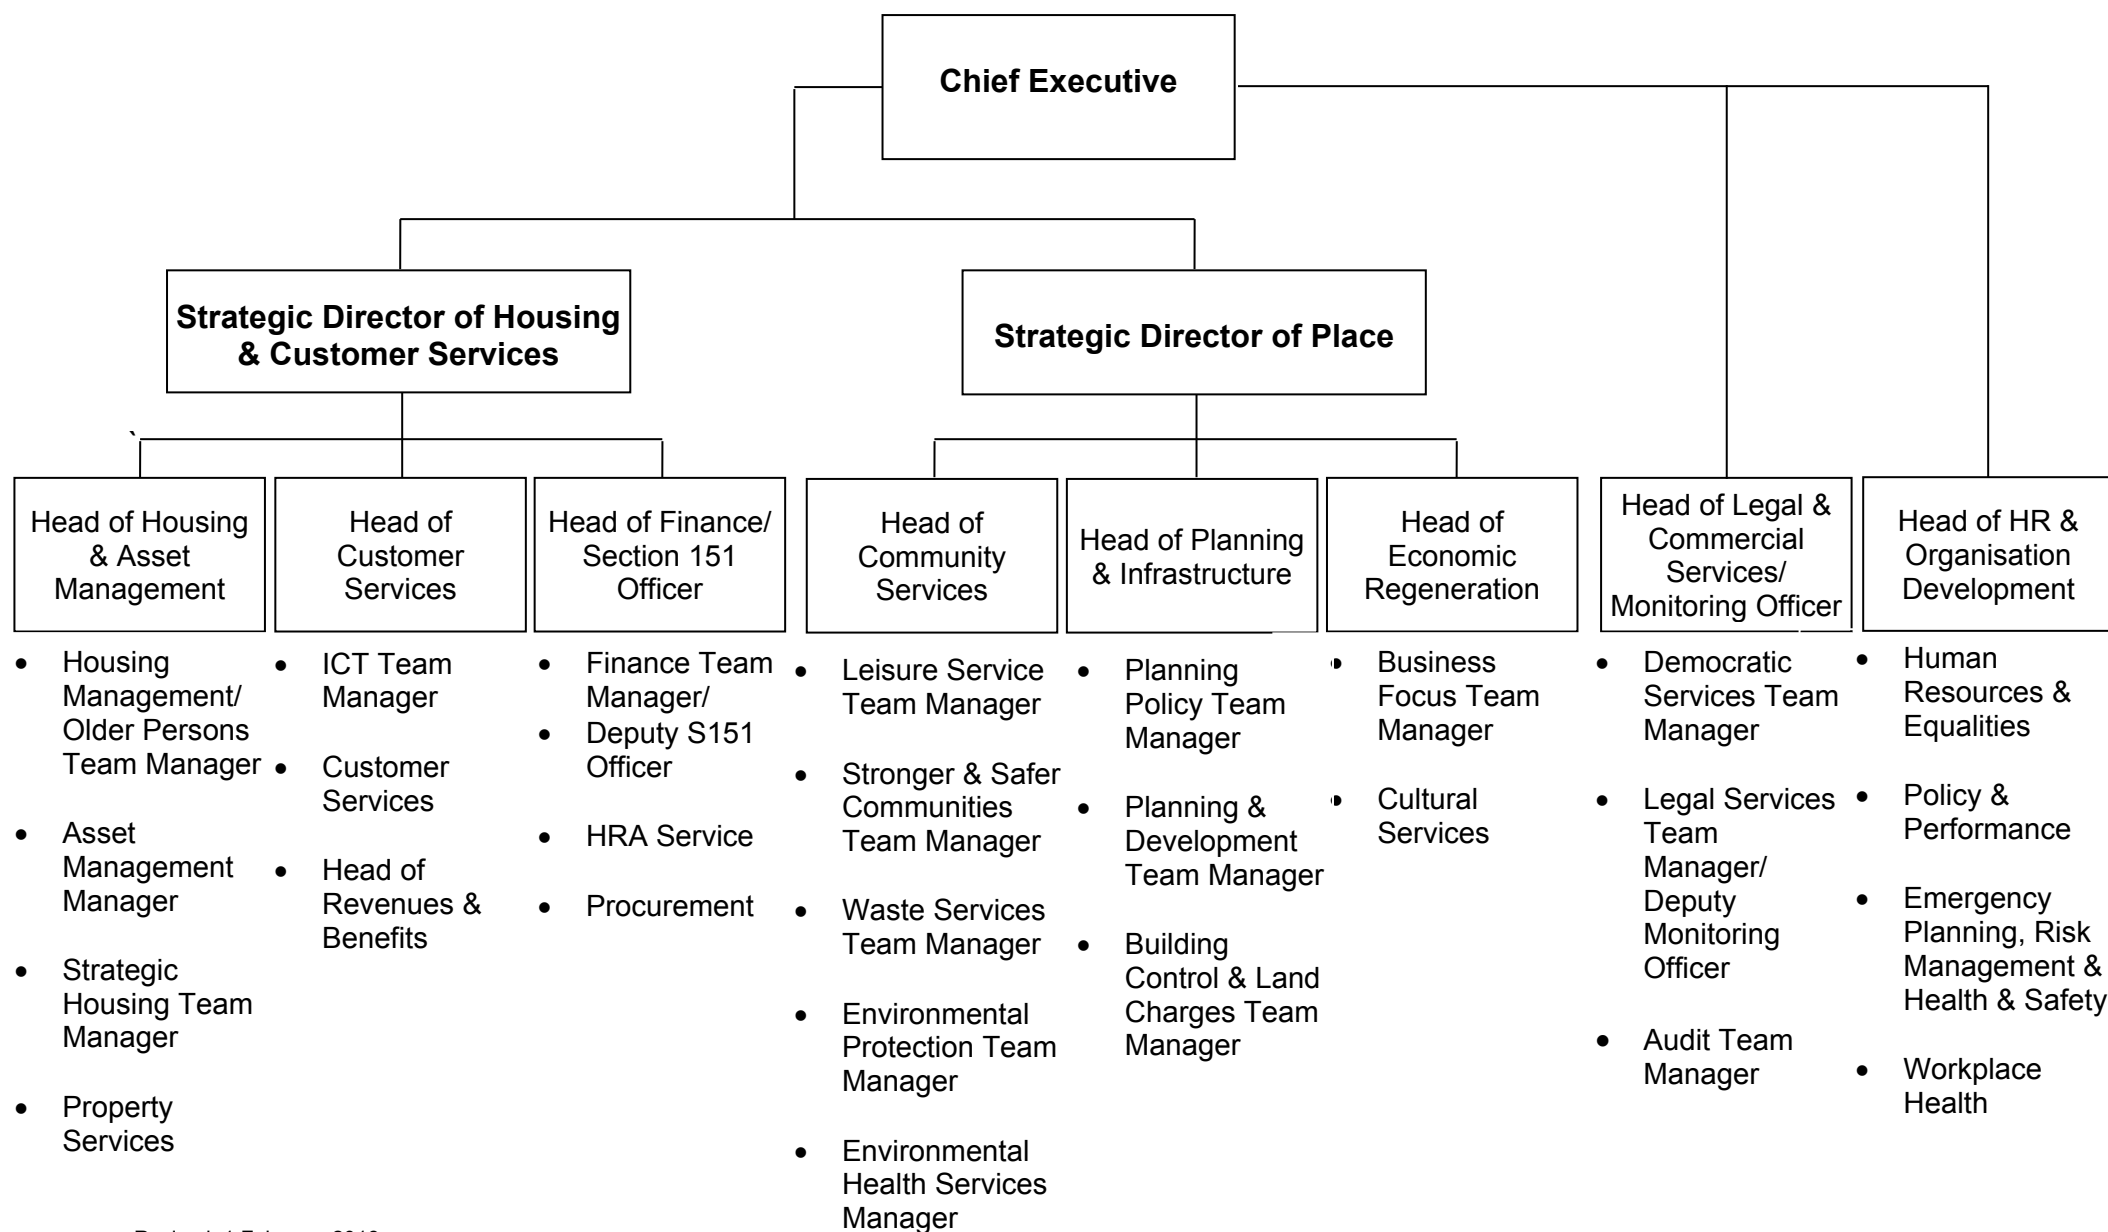 Chief Executive
Strategic Director of Housing
& Customer Services
Strategic Director of Place
`
Head of Housing
& Asset
Management
Head of
Customer
Services
Head of Finance/
Section 151
Officer
Head of
Community
Services
Head of Planning
& Infrastructure
Head of
Economic
Regeneration
Head of Legal &
Commercial
Services/
Monitoring Officer
Head of HR &
Organisation
Development
• Housing
Management/
Older Persons
Team Manager
• Asset
Management
Manager
• Strategic
Housing Team
Manager
• Property
Services
• ICT Team
Manager
• Customer
Services
• Head of
Revenues &
Benefits
• Finance Team
Manager/
• Deputy S151
Officer
• HRA Service
• Procurement
• Leisure Service
Team Manager
• Stronger & Safer
Communities
Team Manager
• Waste Services
Team Manager
• Environmental
Protection Team
Manager
• Environmental
Health Services
Manager
• Planning
Policy Team
Manager
• Planning &
Development
Team Manager
• Building
Control & Land
Charges Team
Manager
• Business
Focus Team
Manager
• Cultural
Services
• Democratic
Services Team
Manager
• Legal Services
Team
Manager/
Deputy
Monitoring
Officer
• Audit Team
Manager
• Human
Resources &
Equalities
• Policy &
Performance
• Emergency
Planning, Risk
Management &
Health & Safety
• Workplace
Health